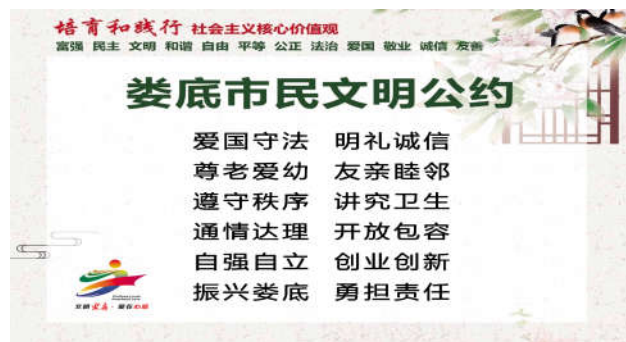 培育和践行 社会主义核心价值观
富强 民主 文明 和谐 自由 平等 公正 法治 爱国 敬业 诚信 友善
娄底市民文明公约
爱国守法 明礼诚信
尊老爱幼 友亲睦邻
遵守秩序 讲究卫生
通情达理 开放包容
自强自立 创业创新
振兴娄底 勇担责任